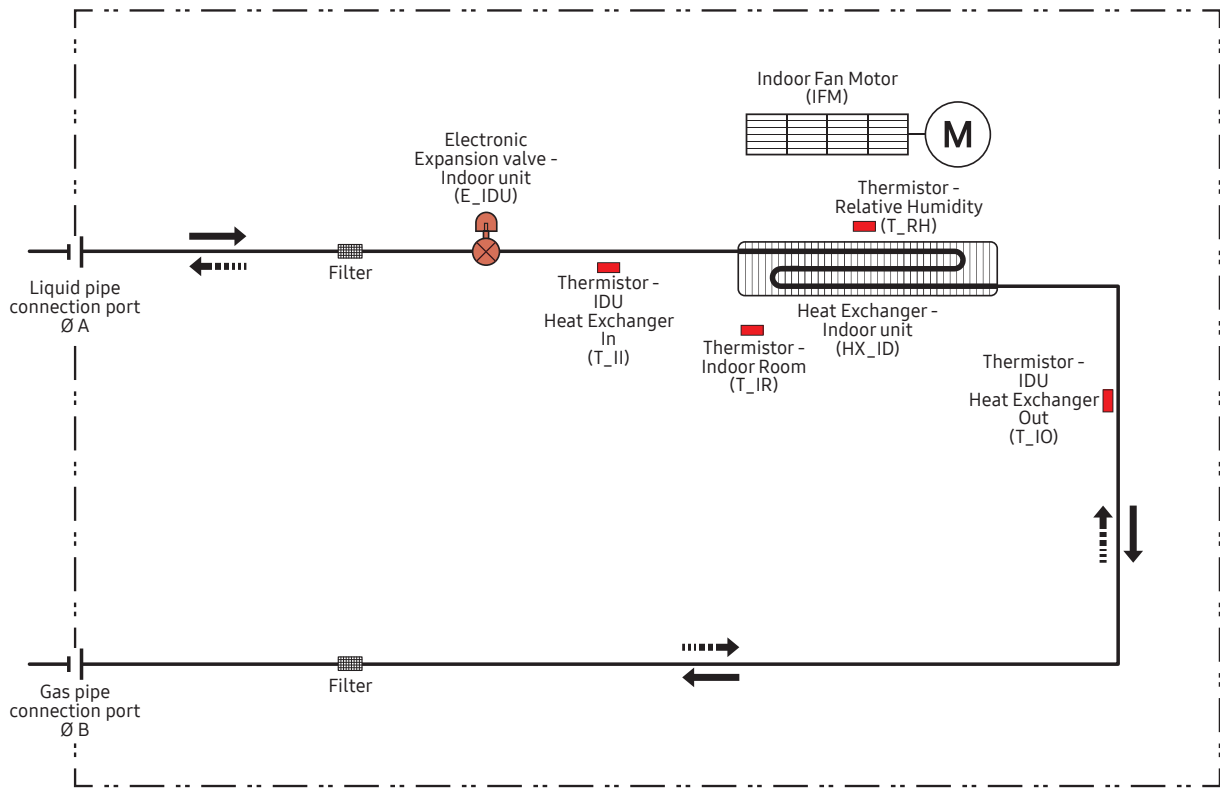 Indoor Fan Motor
(IFM)
M
Electronic
Expansion valve -
Indoor unit
(E_IDU)
Thermistor -
Relative Humidity
(T_RH)
Filter
Liquid pipe
connection port
Ø A
Thermistor -
IDU
Heat Exchanger
In
(T_II)
Thermistor -
Indoor Room
(T_IR)
Heat Exchanger -
Indoor unit
(HX_ID)
Thermistor -
IDU
Heat Exchanger
Out
(T_IO)
Filter
Gas pipe
connection port
Ø B